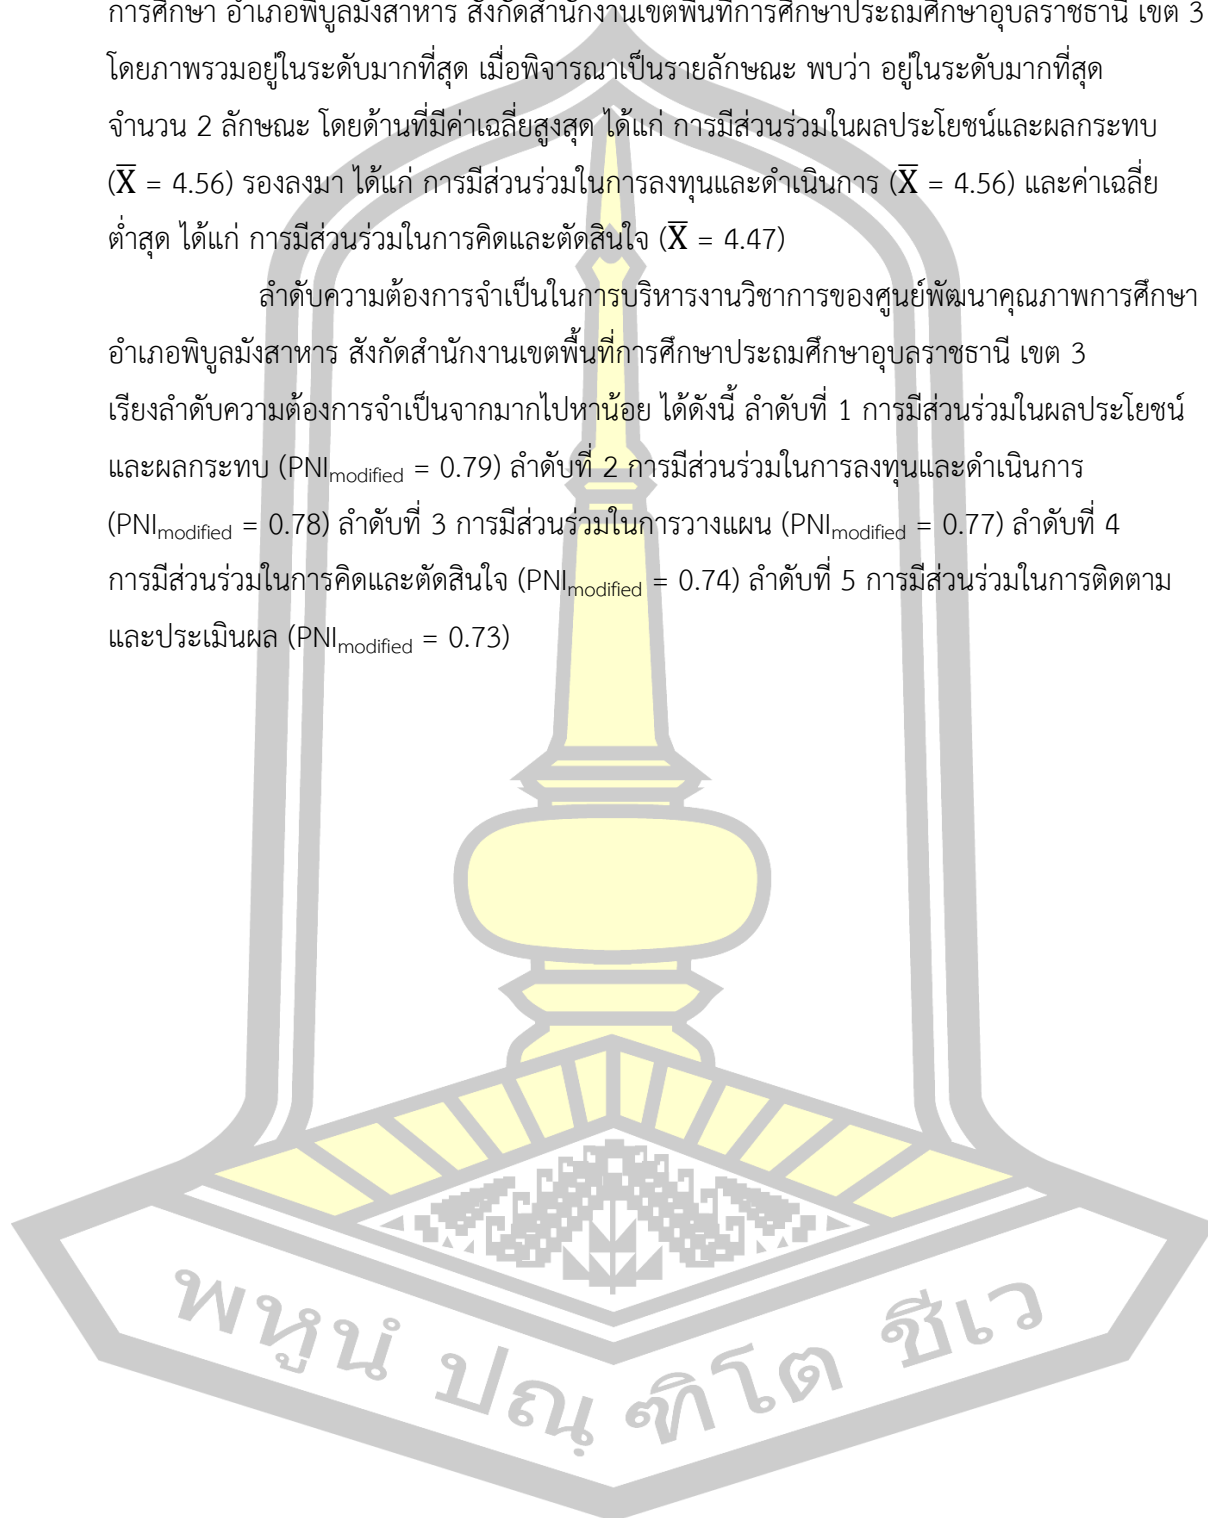 การศึกษา อำเภอพิบูลมังสาหาร สังกัดสำนักงานเขตพื้นที่การศึกษาประถมศึกษาอุบลราชธานี เขต 3
โดยภาพรวมอยู่ในระดับมากที่สุด เมื่อพิจารณาเป็นรายลักษณะ พบว่า อยู่ในระดับมากที่สุด
จำนวน 2 ลักษณะ โดยด้านที่มีค่าเฉลี่ยสูงสุด ได้แก่ การมีส่วนร่วมในผลประโยชน์และผลกระทบ
(X̅ = 4.56) รองลงมา ได้แก่ การมีส่วนร่วมในการลงทุนและดำเนินการ (X̅ = 4.56) และค่าเฉลี่ย
ต่ำสุด ได้แก่ การมีส่วนร่วมในการคิดและตัดสินใจ (X̅ = 4.47)
ลำดับความต้องการจำเป็นในการบริหารงานวิชาการของศูนย์พัฒนาคุณภาพการศึกษา
อำเภอพิบูลมังสาหาร สังกัดสำนักงานเขตพื้นที่การศึกษาประถมศึกษาอุบลราชธานี เขต 3
เรียงลำดับความต้องการจำเป็นจากมากไปหาน้อย ได้ดังนี้ ลำดับที่ 1 การมีส่วนร่วมในผลประโยชน์
และผลกระทบ (PNImodified = 0.79) ลำดับที่ 2 การมีส่วนร่วมในการลงทุนและดำเนินการ
(PNImodified = 0.78) ลำดับที่ 3 การมีส่วนร่วมในการวางแผน (PNImodified = 0.77) ลำดับที่ 4
การมีส่วนร่วมในการคิดและตัดสินใจ (PNImodified = 0.74) ลำดับที่ 5 การมีส่วนร่วมในการติดตาม
และประเมินผล (PNImodified = 0.73)
พหูนํ ปณฺ ฑิโต ชีเว